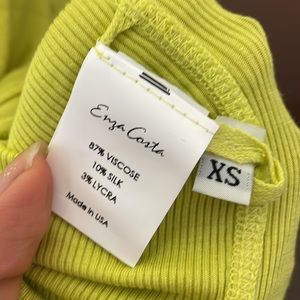 Enza Costa
87% VISCOSE
10% SILK
3% LYCRA
Made in USA
XS